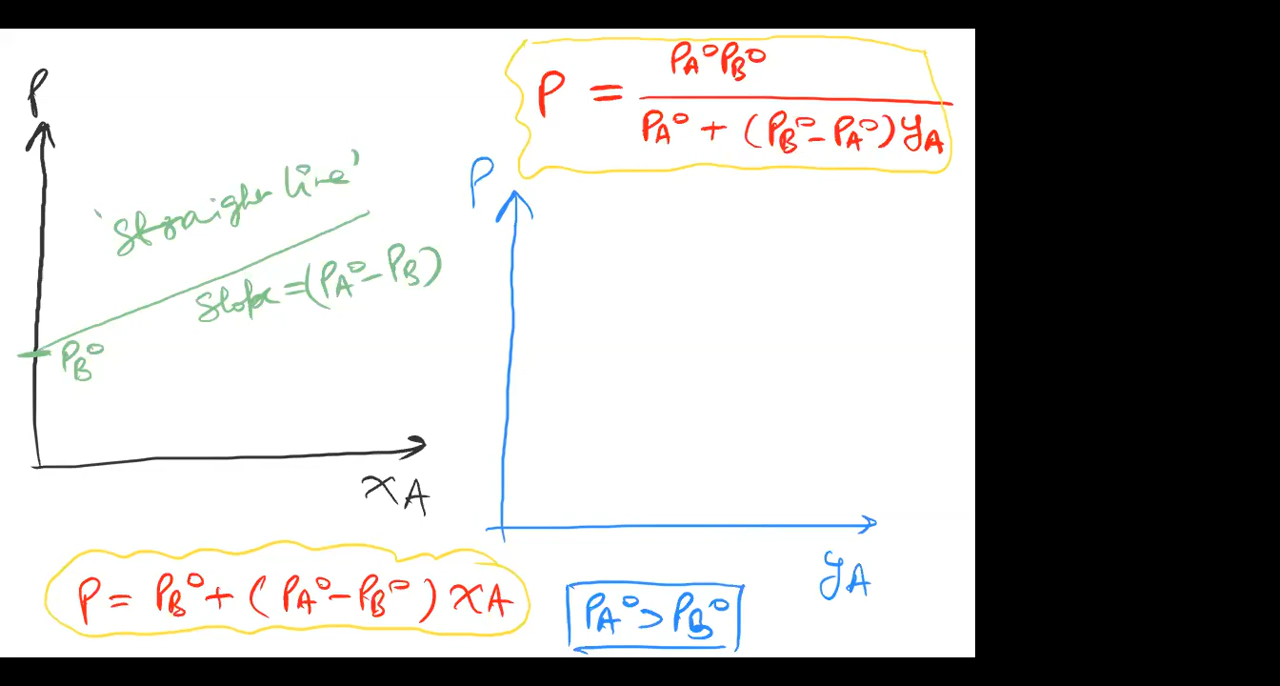 P
'Straight line'
Slope = (PA° - PB)
PB°
xA
P = PB° + (PA° - PB°) xA
P = PA° PB° / PA° + (PB° - PA°) yA
P
yA
PA° > PB°